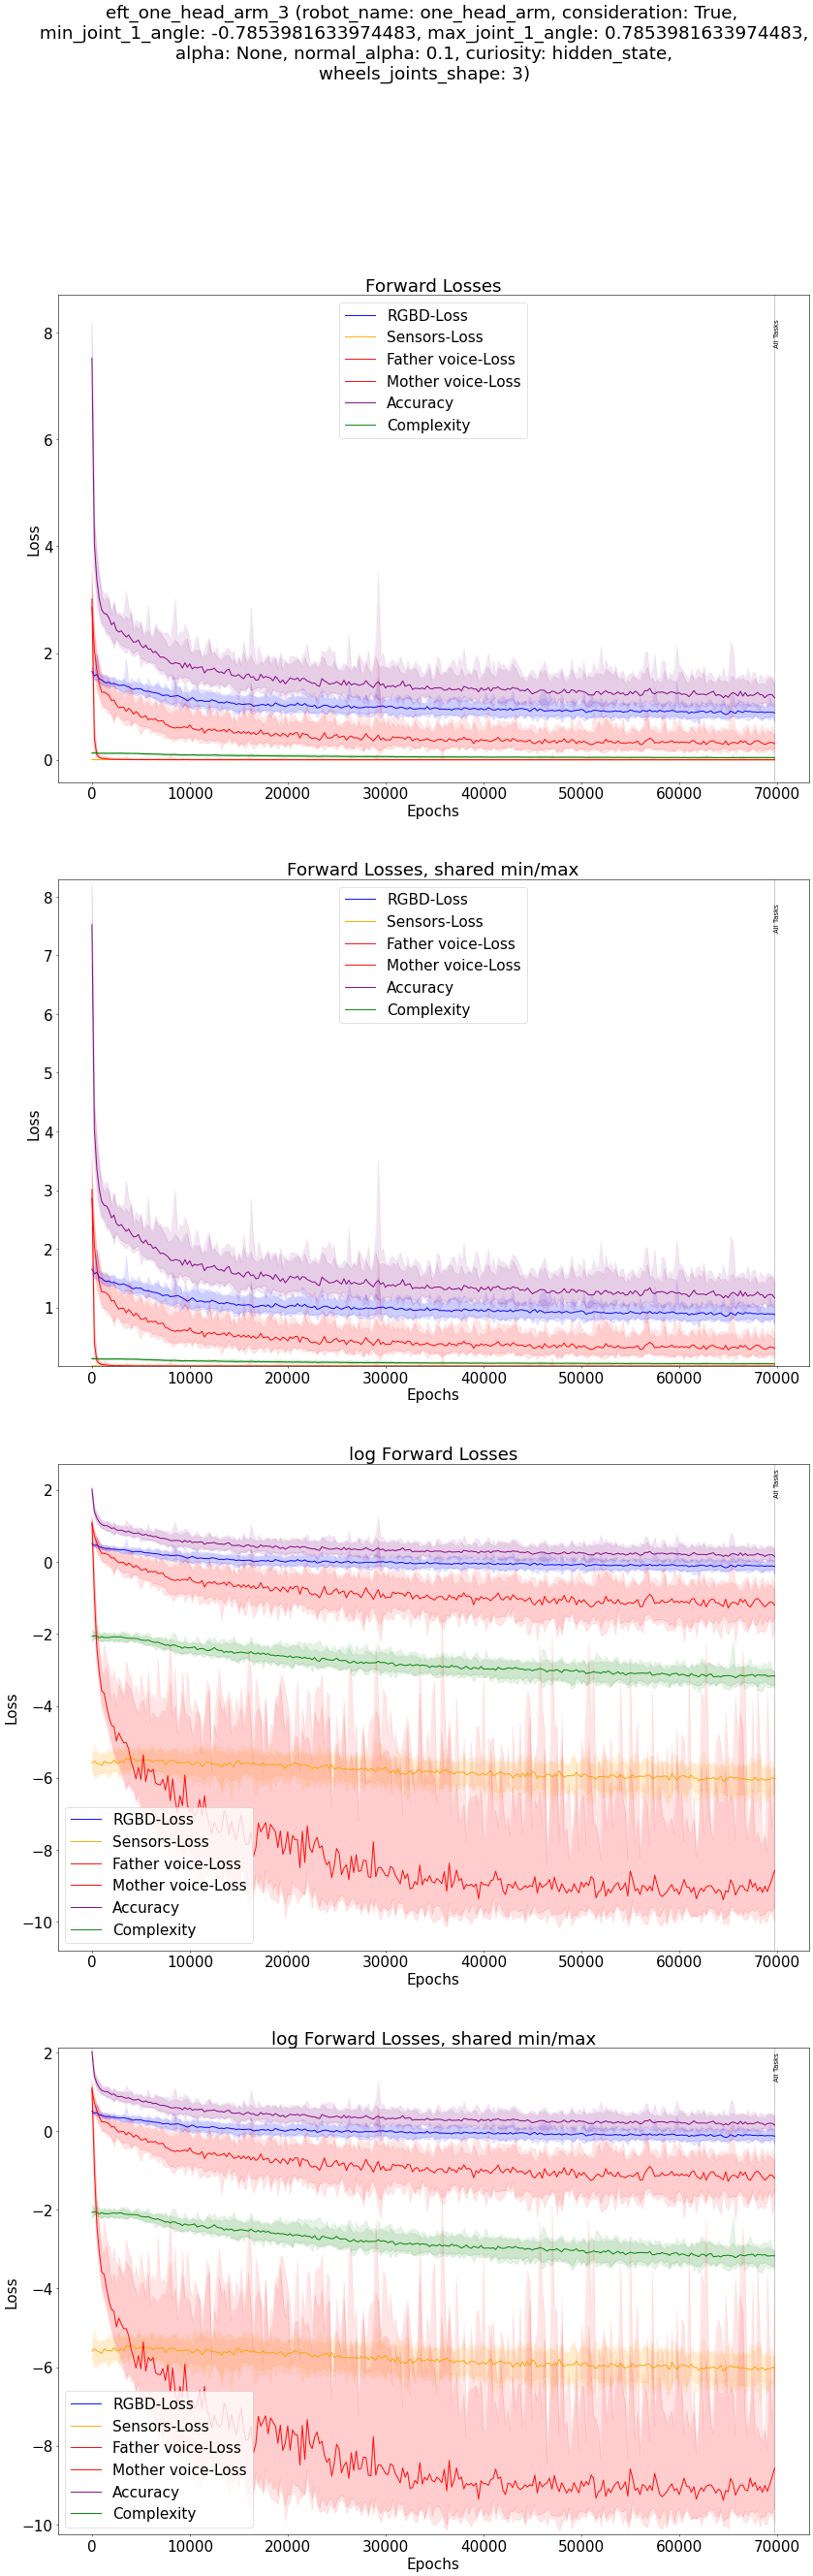 eft_one_head_arm_3 (robot_name: one_head_arm, consideration: True,
min_joint_1_angle: -0.7853981633974483, max_joint_1_angle: 0.7853981633974483,
alpha: None, normal_alpha: 0.1, curiosity: hidden_state,
wheels_joints_shape: 3)
Forward Losses
RGBD-Loss
Sensors-Loss
Father voice-Loss
Mother voice-Loss
Accuracy
Complexity
All Tasks
Loss
8
6
4
2
0
0 10000 20000 30000 40000 50000 60000 70000
Epochs
Forward Losses, shared min/max
RGBD-Loss
Sensors-Loss
Father voice-Loss
Mother voice-Loss
Accuracy
Complexity
All Tasks
Loss
8
7
6
5
4
3
2
1
0 10000 20000 30000 40000 50000 60000 70000
Epochs
log Forward Losses
All Tasks
Loss
2
0
−2
−4
−6
−8
−10
RGBD-Loss
Sensors-Loss
Father voice-Loss
Mother voice-Loss
Accuracy
Complexity
0 10000 20000 30000 40000 50000 60000 70000
Epochs
log Forward Losses, shared min/max
All Tasks
Loss
2
0
−2
−4
−6
−8
−10
RGBD-Loss
Sensors-Loss
Father voice-Loss
Mother voice-Loss
Accuracy
Complexity
0 10000 20000 30000 40000 50000 60000 70000
Epochs